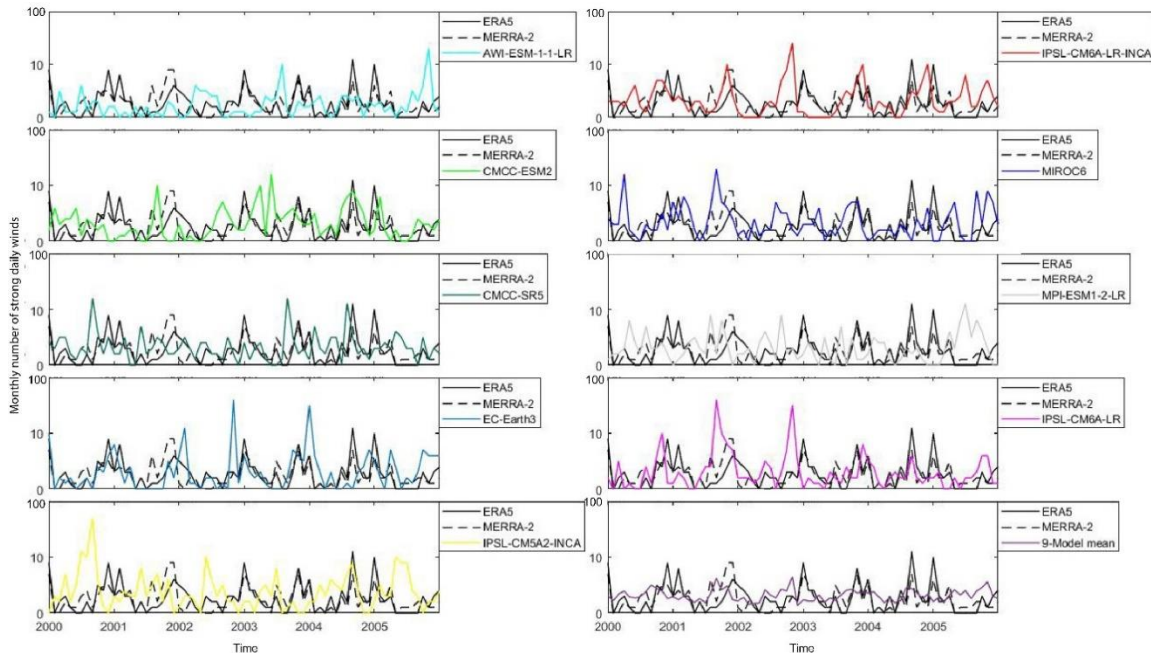 Monthly number of strong daily winds
100
10
0
ERA5
MERRA-2
AWI-ESM-1-1-LR
100
10
0
ERA5
MERRA-2
IPSL-CM6A-LR-INCA
100
10
0
ERA5
MERRA-2
CMCC-ESM2
100
10
0
ERA5
MERRA-2
MIROC6
100
10
0
ERA5
MERRA-2
CMCC-SR5
100
10
0
ERA5
MERRA-2
MPI-ESM1-2-LR
100
10
0
ERA5
MERRA-2
EC-Earth3
100
10
0
ERA5
MERRA-2
IPSL-CM6A-LR
100
10
0
ERA5
MERRA-2
IPSL-CM5A2-INCA
2000 2001 2002 2003 2004 2005
Time
100
10
0
ERA5
MERRA-2
9-Model mean
2000 2001 2002 2003 2004 2005
Time